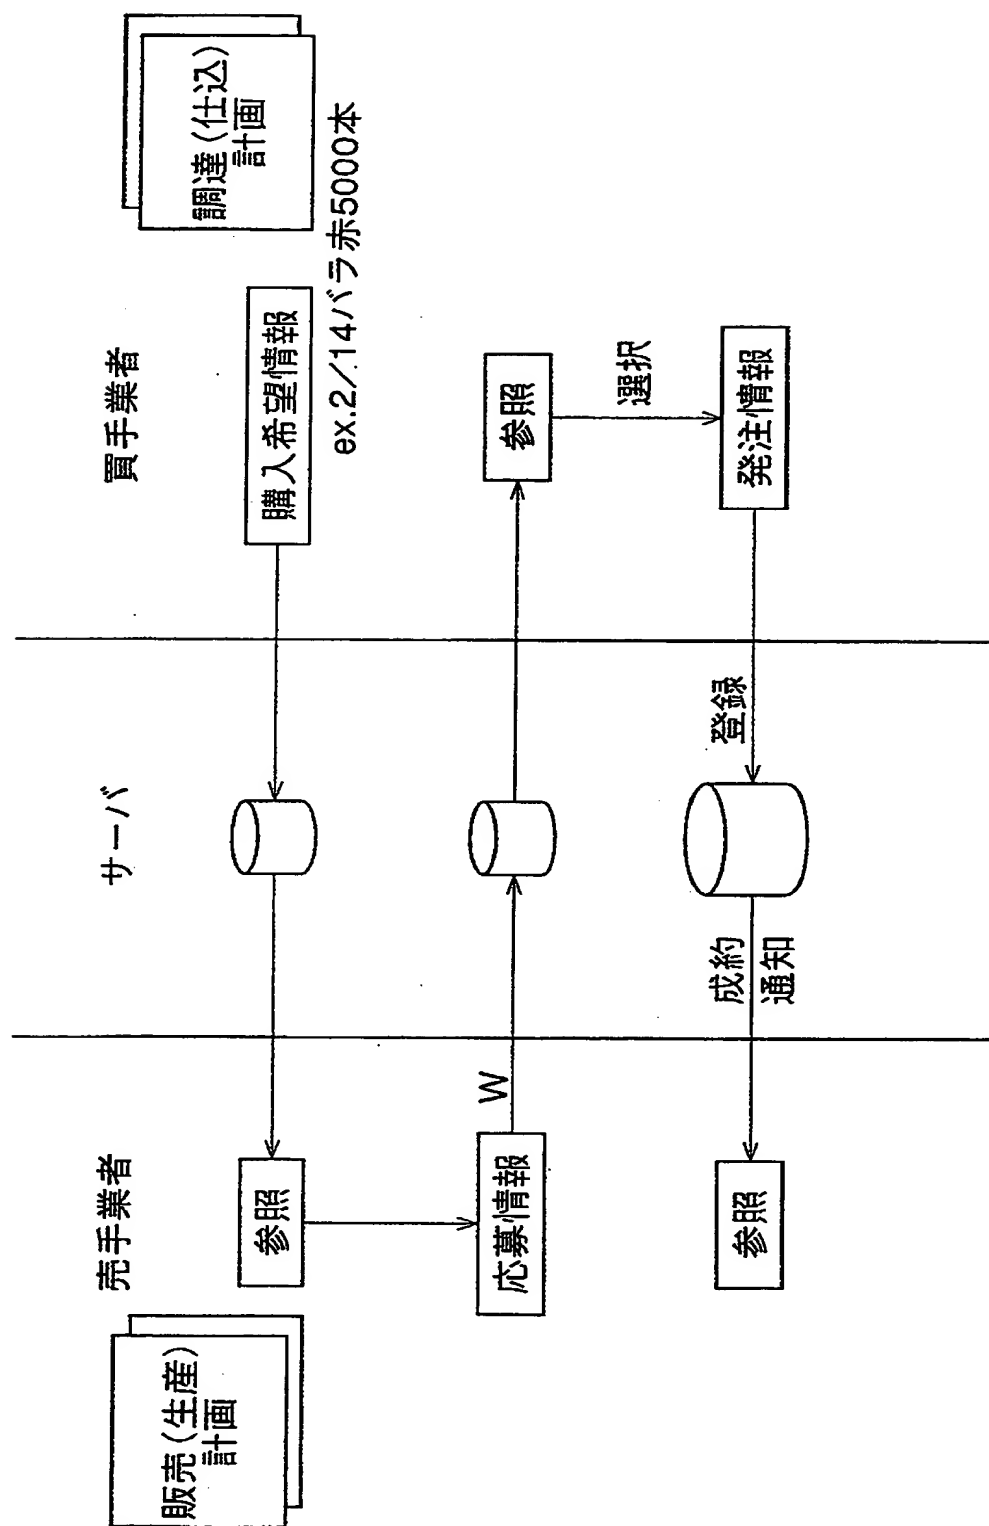 売手業者
サーバ
買手業者
販売(生産)
計画
調達(仕込)
計画
参照
購入希望情報
ex.2/14バラ赤5000本
応募情報
W
参照
選択
参照
成約
通知
登録
発注情報